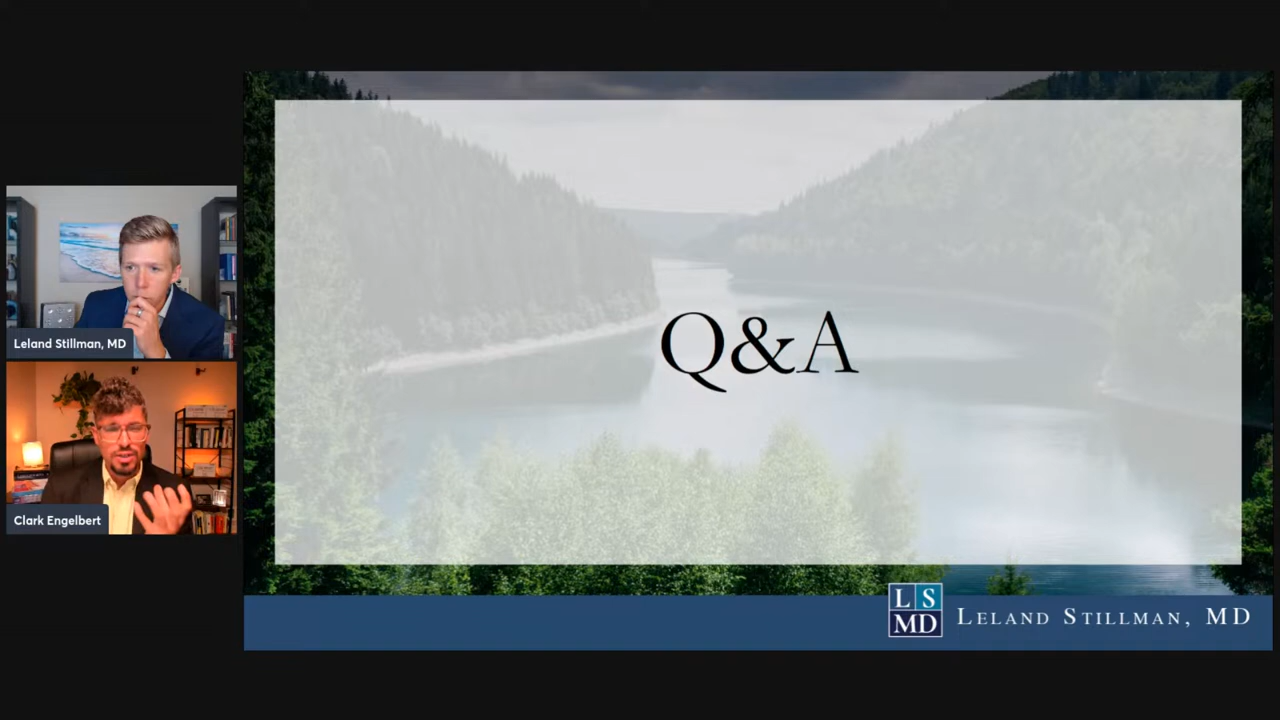 Leland Stillman, MD
Clark Engelbert
Q&A
L S
MD
LELAND STILLMAN, MD